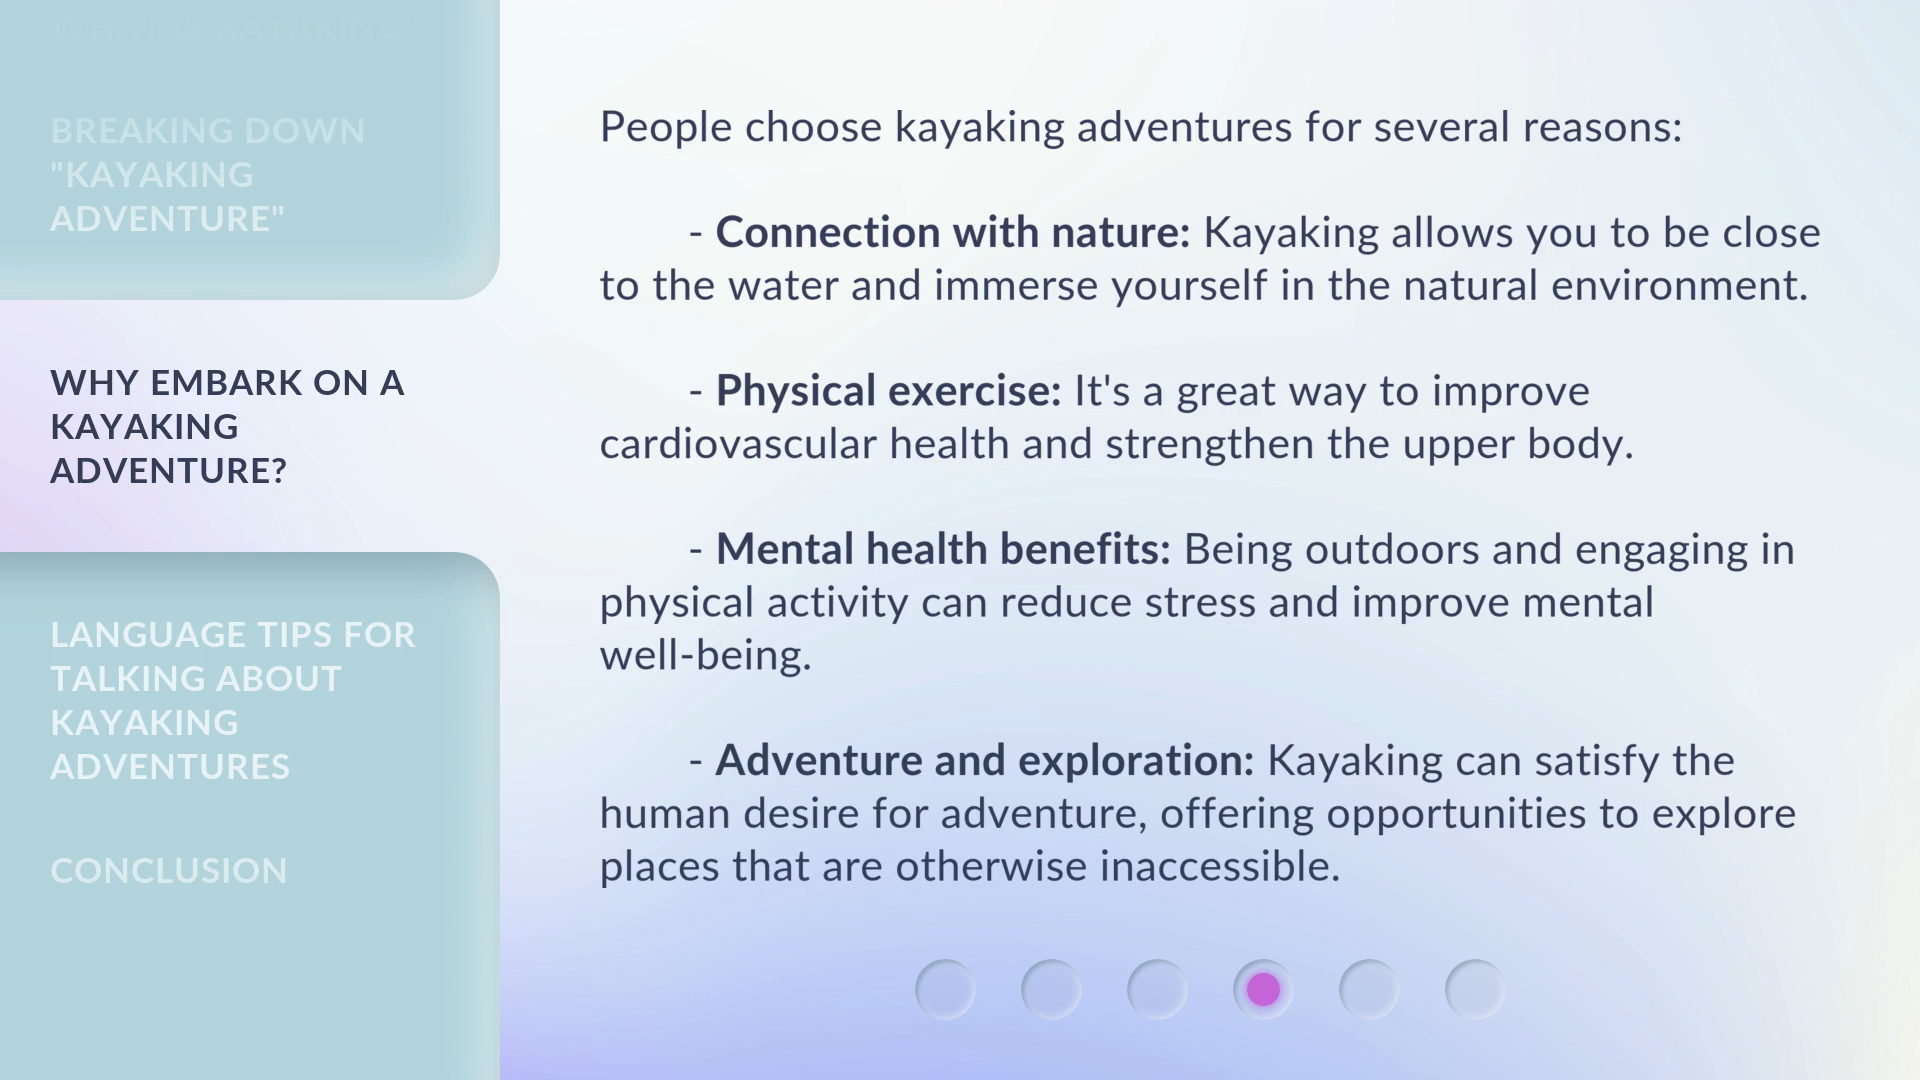 WHAT IS KAYAKING?
BREAKING DOWN
"KAYAKING
ADVENTURE"
WHY EMBARK ON A
KAYAKING
ADVENTURE?
LANGUAGE TIPS FOR
TALKING ABOUT
KAYAKING
ADVENTURES
CONCLUSION
People choose kayaking adventures for several reasons:
- Connection with nature: Kayaking allows you to be close
to the water and immerse yourself in the natural environment.
- Physical exercise: It's a great way to improve
cardiovascular health and strengthen the upper body.
- Mental health benefits: Being outdoors and engaging in
physical activity can reduce stress and improve mental
well-being.
- Adventure and exploration: Kayaking can satisfy the
human desire for adventure, offering opportunities to explore
places that are otherwise inaccessible.